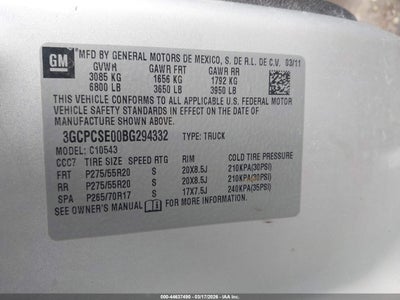 GM
MFD BY GENERAL MOTORS DE MEXICO, S. DE R.L. DE C.V. 03/11
GVWR GAWR FRT GAWR RR
3085 KG 1656 KG 1792 KG
6800 LB 3650 LB 3950 LB
THIS VEHICLE CONFORMS TO ALL APPLICABLE U.S. FEDERAL MOTOR
VEHICLE SAFETY STANDARDS IN EFFECT ON THE DATE OF
MANUFACTURE SHOWN ABOVE.
3GCPCSE00BG294332 TYPE: TRUCK
MODEL: C10543
CCC7 TIRE SIZE SPEED RTG RIM COLD TIRE PRESSURE
FRT P275/55R20 S 20X8.5J 210KPA(30PSI)
RR P275/55R20 S 20X8.5J 210KPA(30PSI)
SPA P265/70R17 S 17X7.5J 240KPA(35PSI)
SEE OWNER'S MANUAL FOR ADDITIONAL INFORMATION.
000-44637490 - 03/17/2026 - IAA